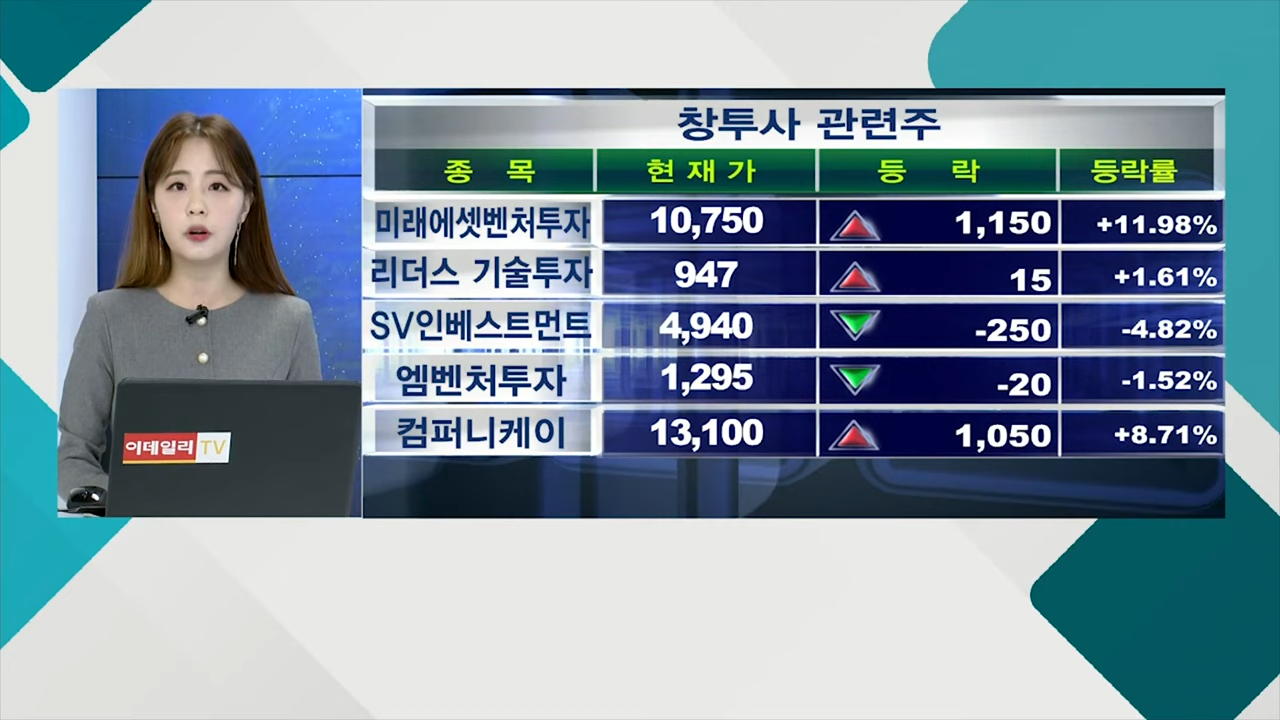 창투사 관련주
종 목 현 재 가 등 락 등락률
미래에셋벤처투자 10,750 1,150 +11.98%
리더스 기술투자 947 15 +1.61%
SV인베스트먼트 4,940 -250 -4.82%
엠벤처투자 1,295 -20 -1.52%
컴퍼니케이 13,100 1,050 +8.71%
이데일리 TV